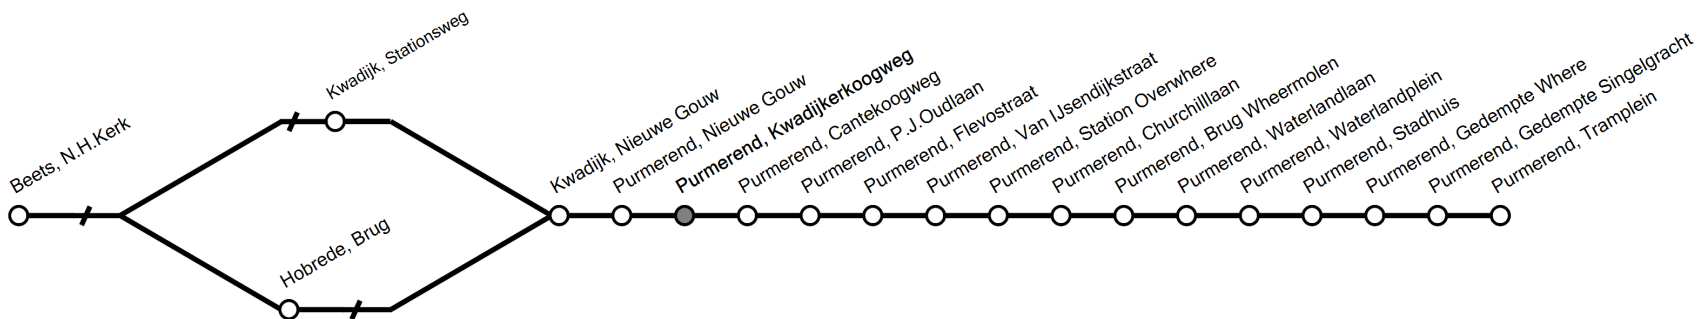 Beets, N.H.Kerk
Kwadijk, Stationsweg
Hobrede, Brug
Kwadijk, Nieuwe Gouw
Purmerend, Nieuwe Gouw
Purmerend, Kwadijkerkoogweg
Purmerend, Cantekoogweg
Purmerend, P.J.Oudlaan
Purmerend, Flevostraat
Purmerend, Van IJsendijkstraat
Purmerend, Station Overwhere
Purmerend, Churchilllaan
Purmerend, Brug Wheermolen
Purmerend, Waterlandlaan
Purmerend, Waterlandplein
Purmerend, Stadhuis
Purmerend, Gedempte Where
Purmerend, Gedempte Singelgracht
Purmerend, Tramplein